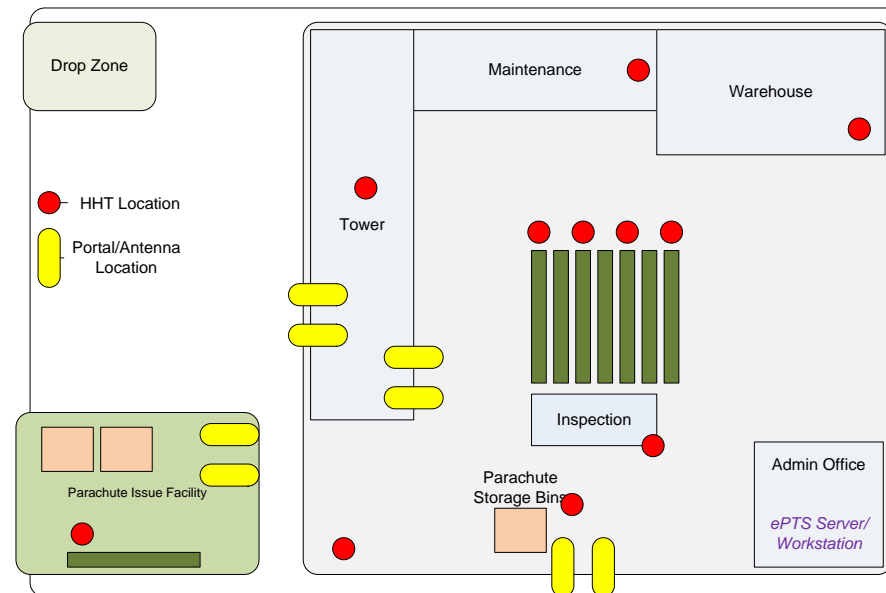 Drop Zone
Maintenance
Warehouse
HHT Location
Tower
Portal/Antenna
Location
Inspection
Admin Office
Parachute
Storage Bins
Parachute Issue Facility
ePTS Server/
Workstation